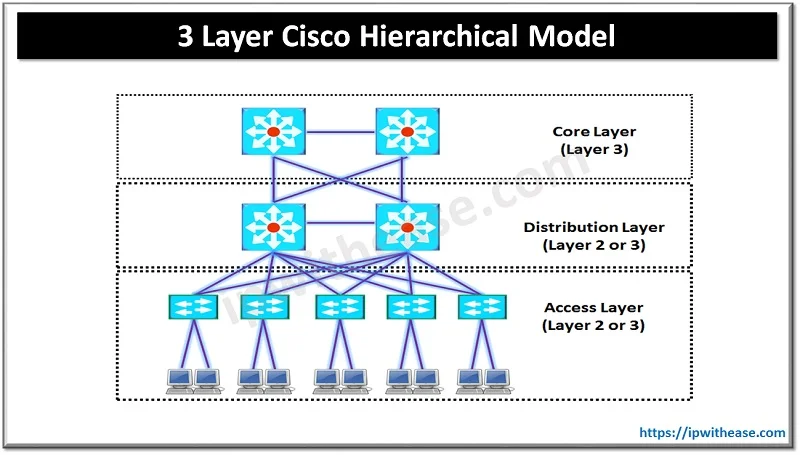 3 Layer Cisco Hierarchical Model
Core Layer
(Layer 3)
Distribution Layer
(Layer 2 or 3)
Access Layer
(Layer 2 or 3)
ipwithease.com
https://ipwithease.com